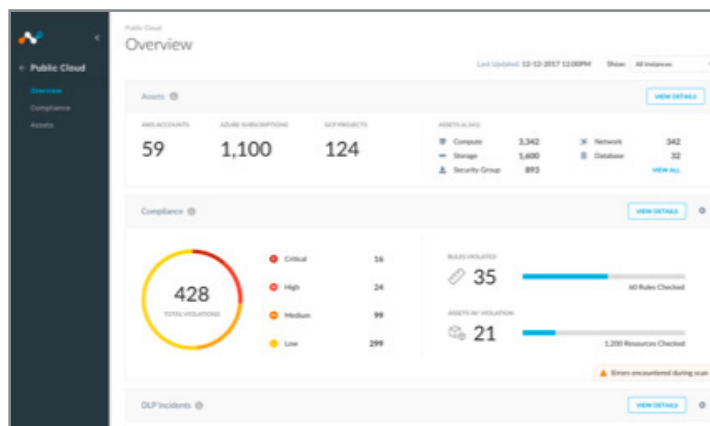 Public Cloud
Overview
Last Updated: 12-12-2017 12:00PM Show: All Instances
Public Cloud
Overview
Compliance
Assets
Assets
VIEW DETAILS
AWS ACCOUNTS
59
AZURE SUBSCRIPTIONS
1,100
GCP PROJECTS
124
ASSETS (6,341)
Compute 3,342
Storage 1,600
Security Group 893
Network 342
Database 32
VIEW ALL
Compliance
VIEW DETAILS
428
TOTAL VIOLATIONS
Critical 16
High 24
Medium 99
Low 299
RULES VIOLATED
35
60 Rules Checked
ASSETS W/ VIOLATION
21
1,200 Resources Checked
Errors encountered during scan
DLP Incidents
VIEW DETAILS